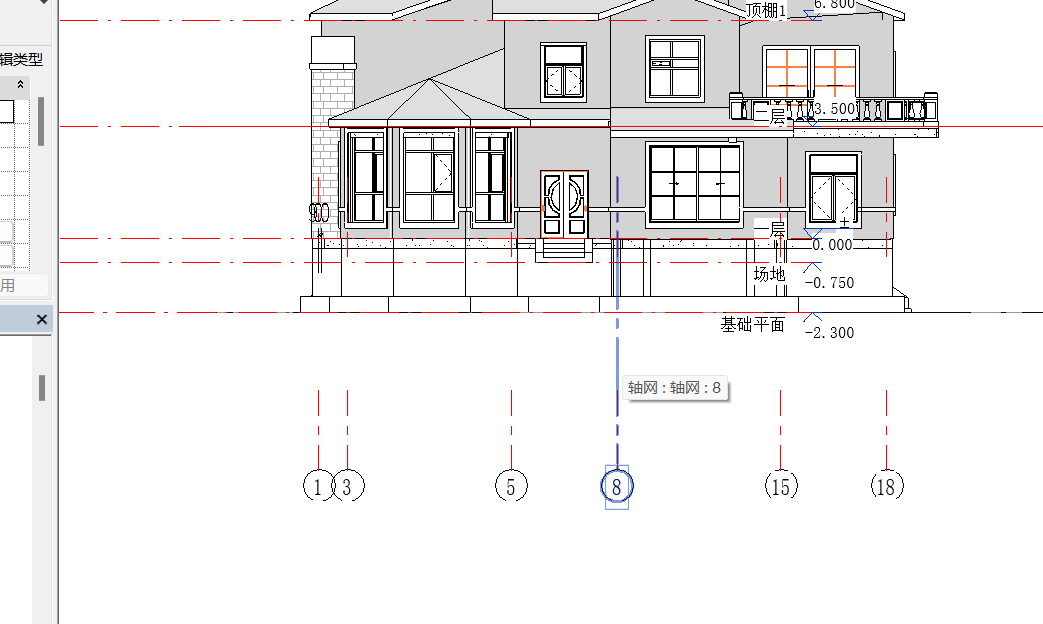 顶棚1
6.800
辑类型
二层
3.500
一层
0.000
场地
-0.750
用
基础平面
-2.300
轴网 : 轴网 : 8
1
3
5
8
15
18